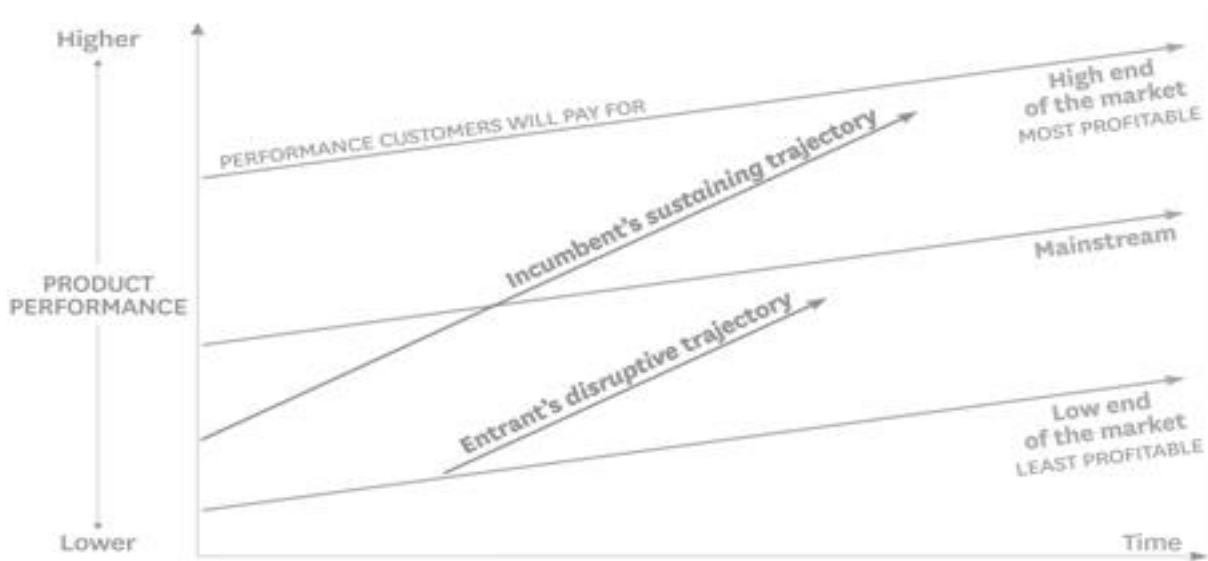 Higher
PERFORMANCE CUSTOMERS WILL PAY FOR
High end
of the market
MOST PROFITABLE
Incumbent's sustaining trajectory
Mainstream
PRODUCT
PERFORMANCE
Entrant's disruptive trajectory
Low end
of the market
LEAST PROFITABLE
Lower
Time